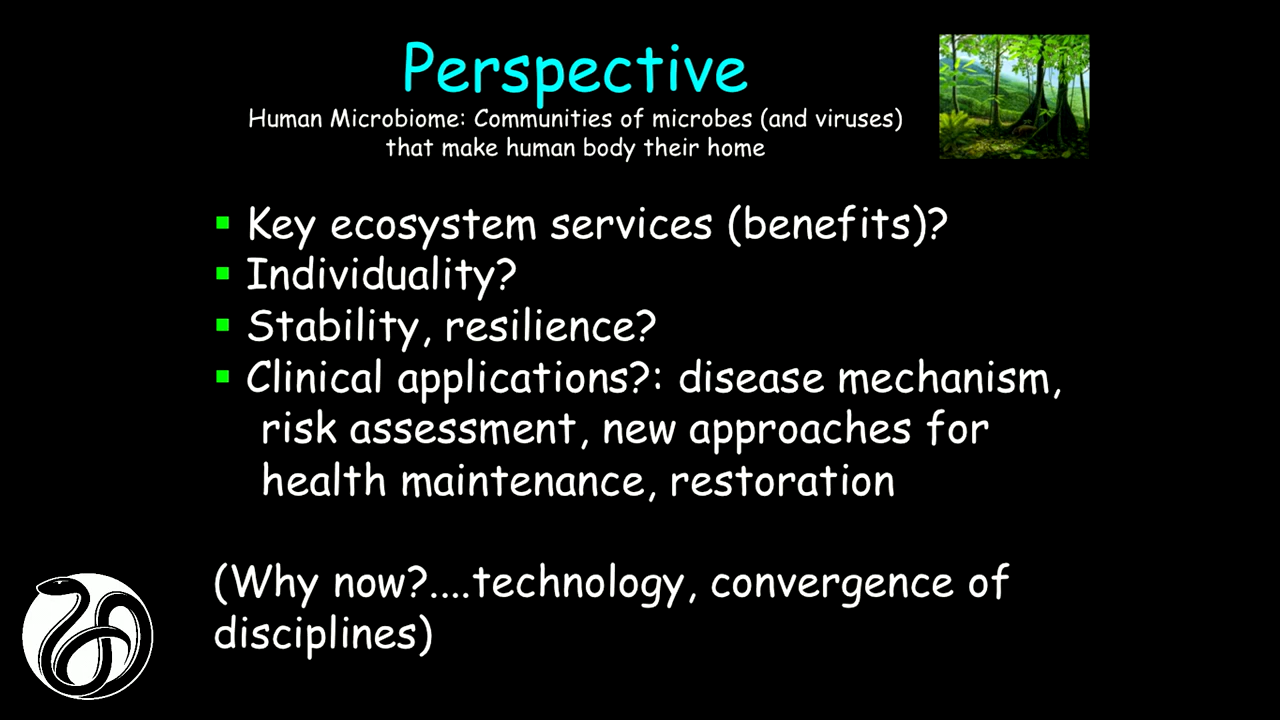 Perspective
Human Microbiome: Communities of microbes (and viruses)
that make human body their home
▪ Key ecosystem services (benefits)?
▪ Individuality?
▪ Stability, resilience?
▪ Clinical applications?: disease mechanism,
risk assessment, new approaches for
health maintenance, restoration
(Why now?....technology, convergence of
disciplines)